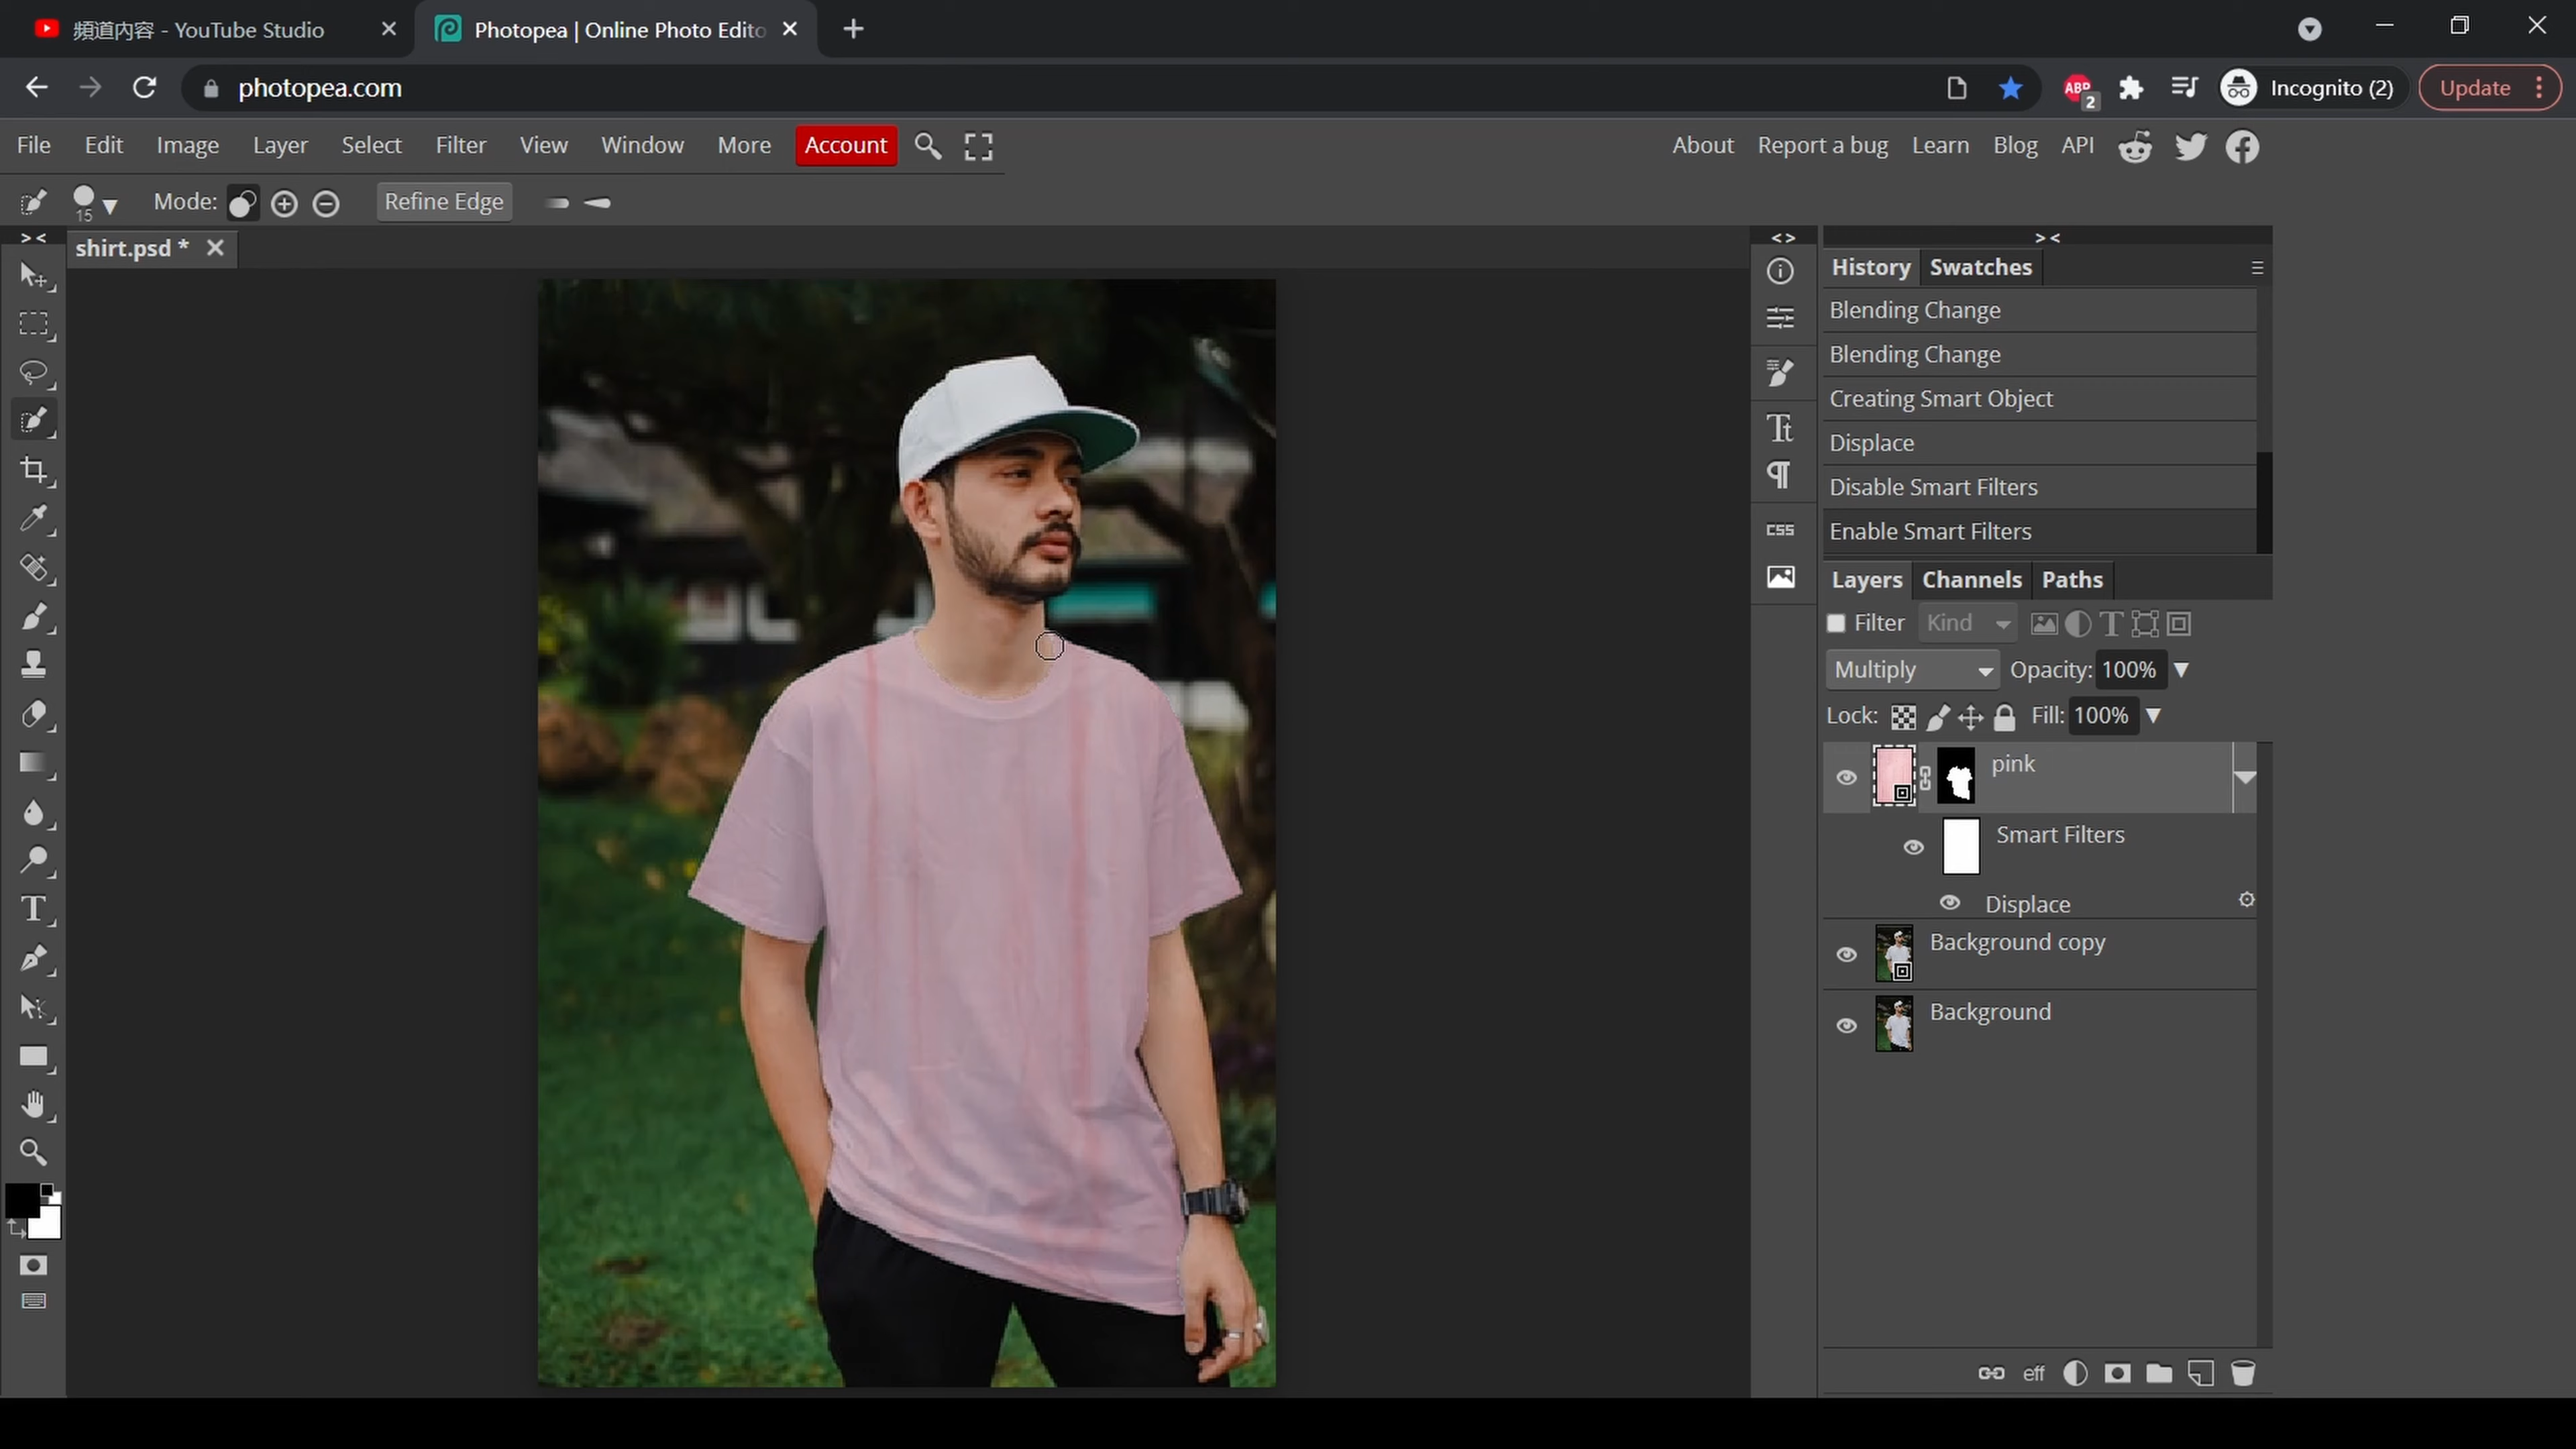 頻道内容 - YouTube Studio
Photopea | Online Photo Edito
photopea.com
ABP
2
Incognito (2)
Update
File Edit Image Layer Select Filter View Window More Account
About Report a bug Learn Blog API
15
Mode:
Refine Edge
shirt.psd *
History Swatches
Blending Change
Blending Change
Creating Smart Object
Displace
Disable Smart Filters
Enable Smart Filters
CSS
Layers Channels Paths
Filter Kind
Multiply Opacity: 100%
Lock: Fill: 100%
pink
Smart Filters
Displace
Background copy
Background
eff